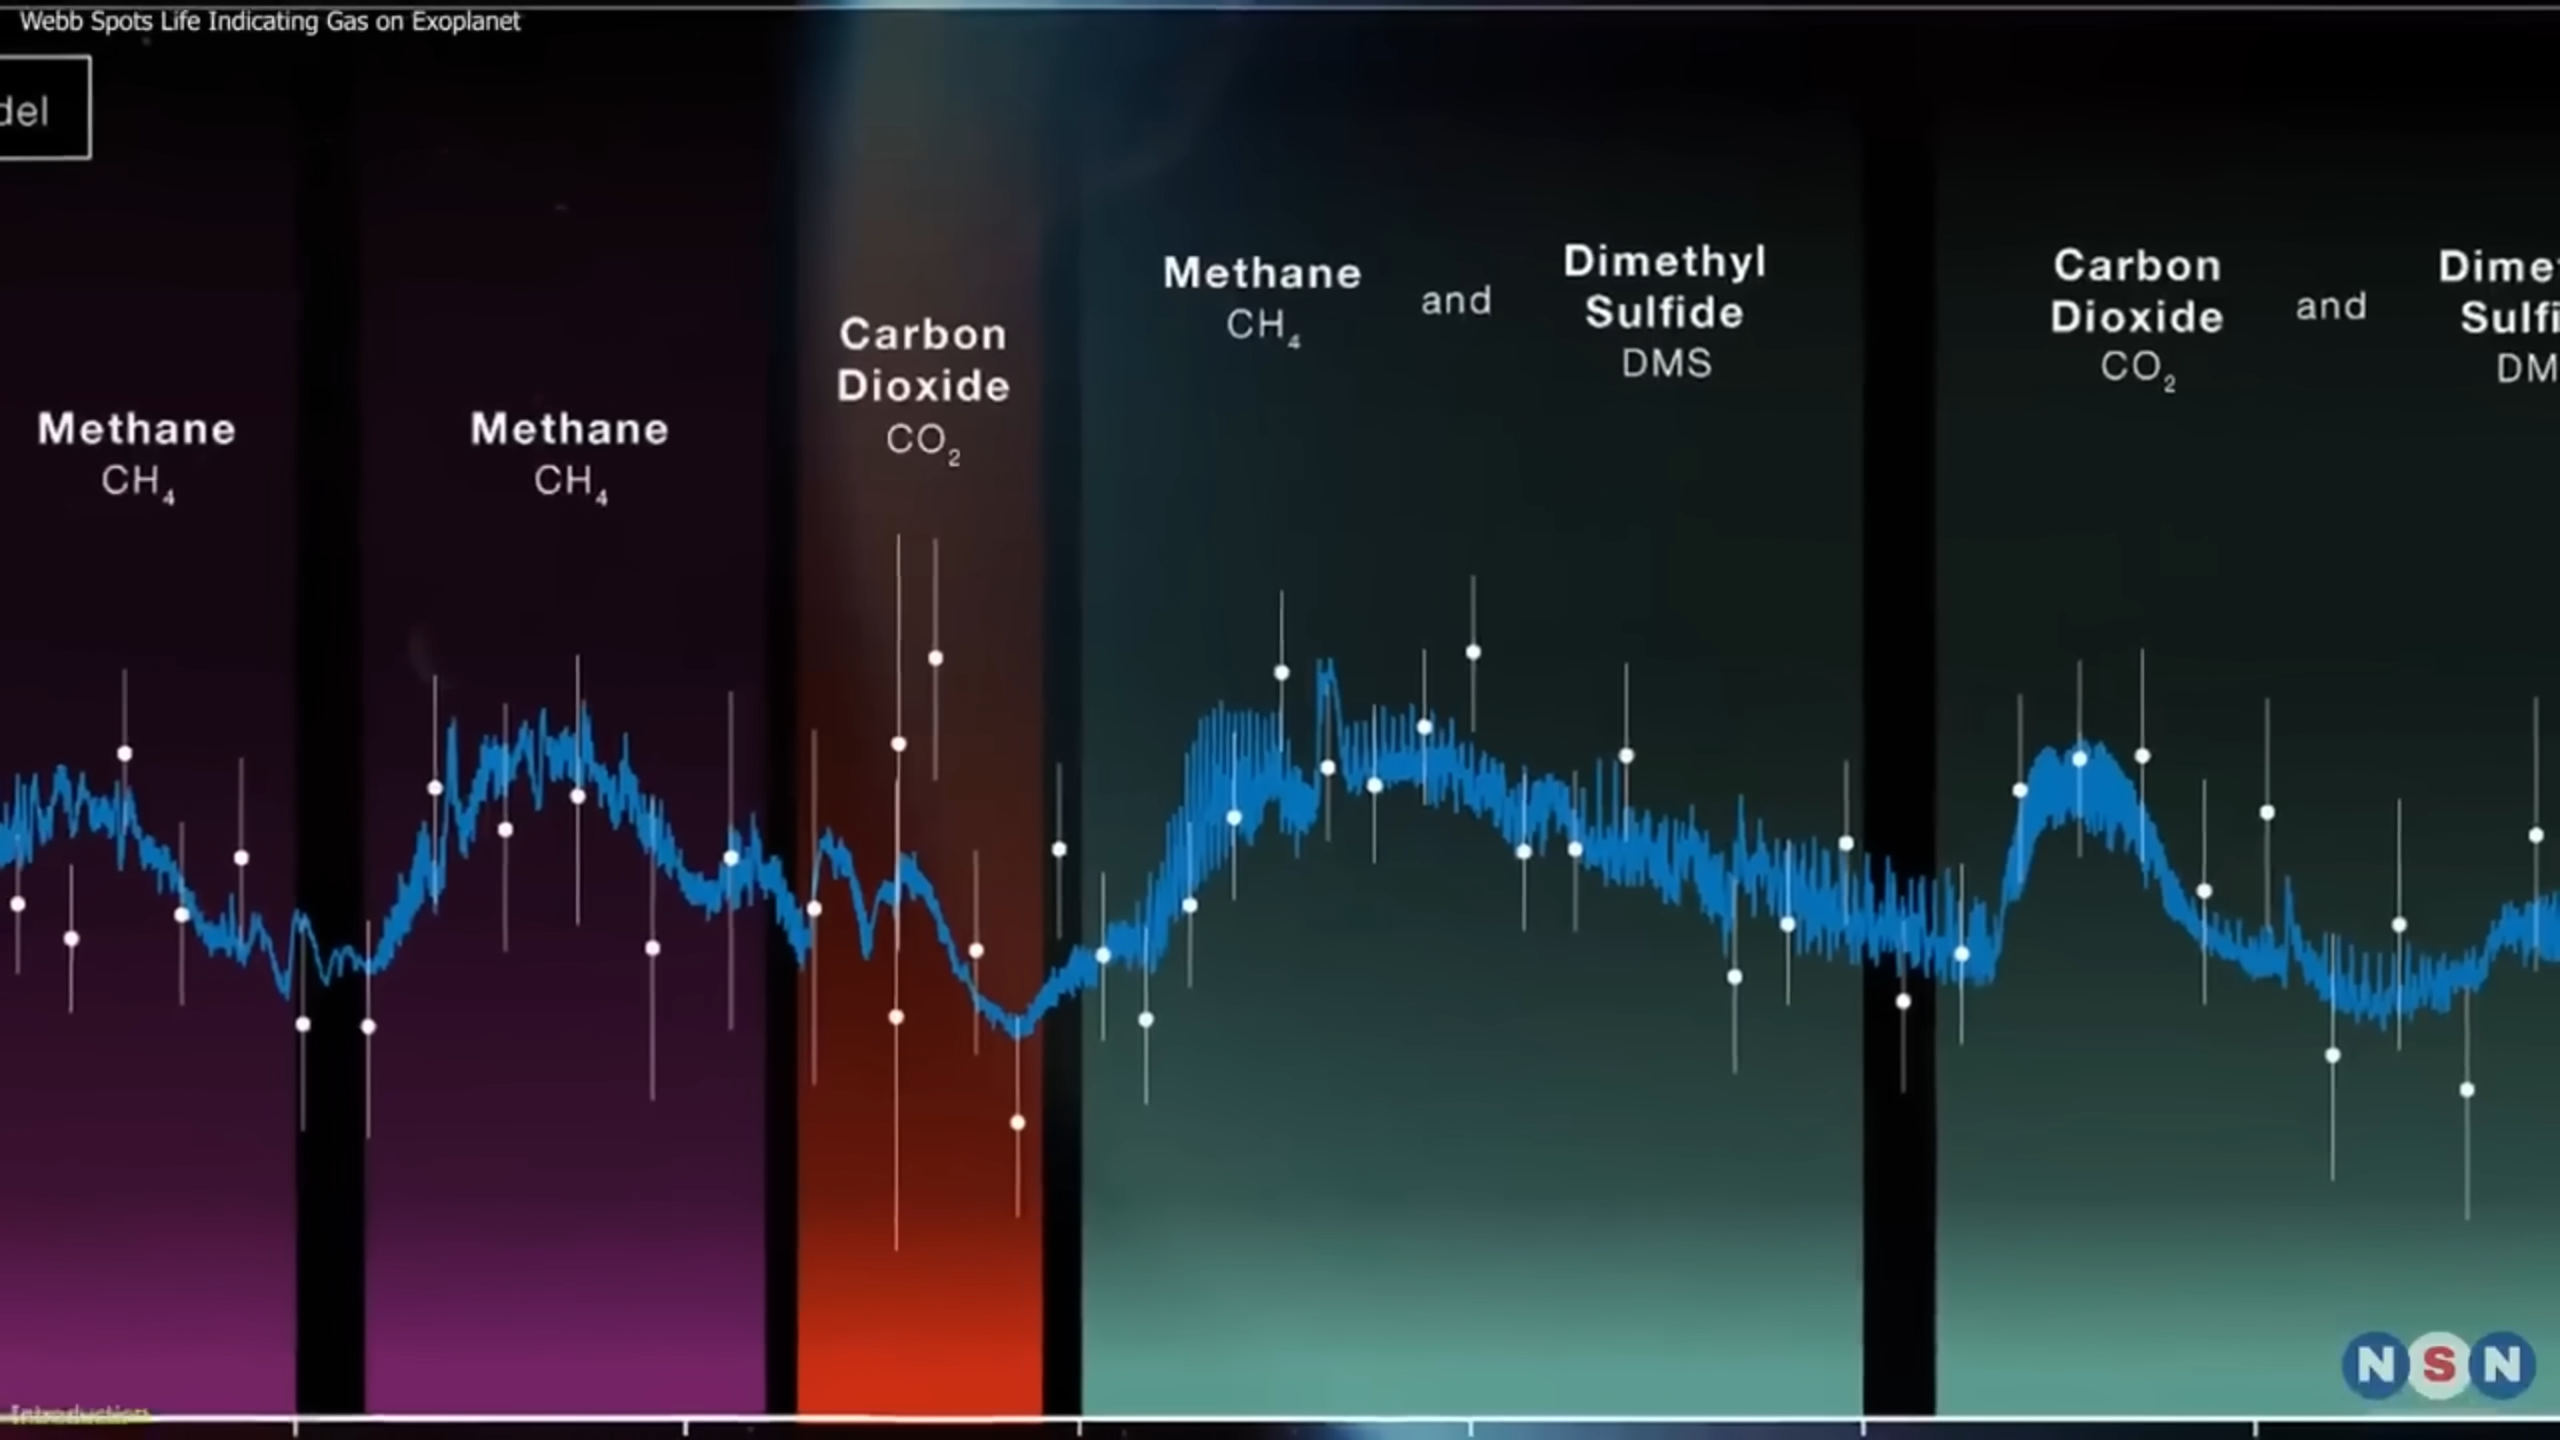 Webb Spots Life Indicating Gas on Exoplanet
del
Methane
CH₄
Methane
CH₄
Carbon
Dioxide
CO₂
Methane
CH₄
and
Dimethyl
Sulfide
DMS
Carbon
Dioxide
CO₂
and
Dime
Sulfi
DM
Introduction
NSN